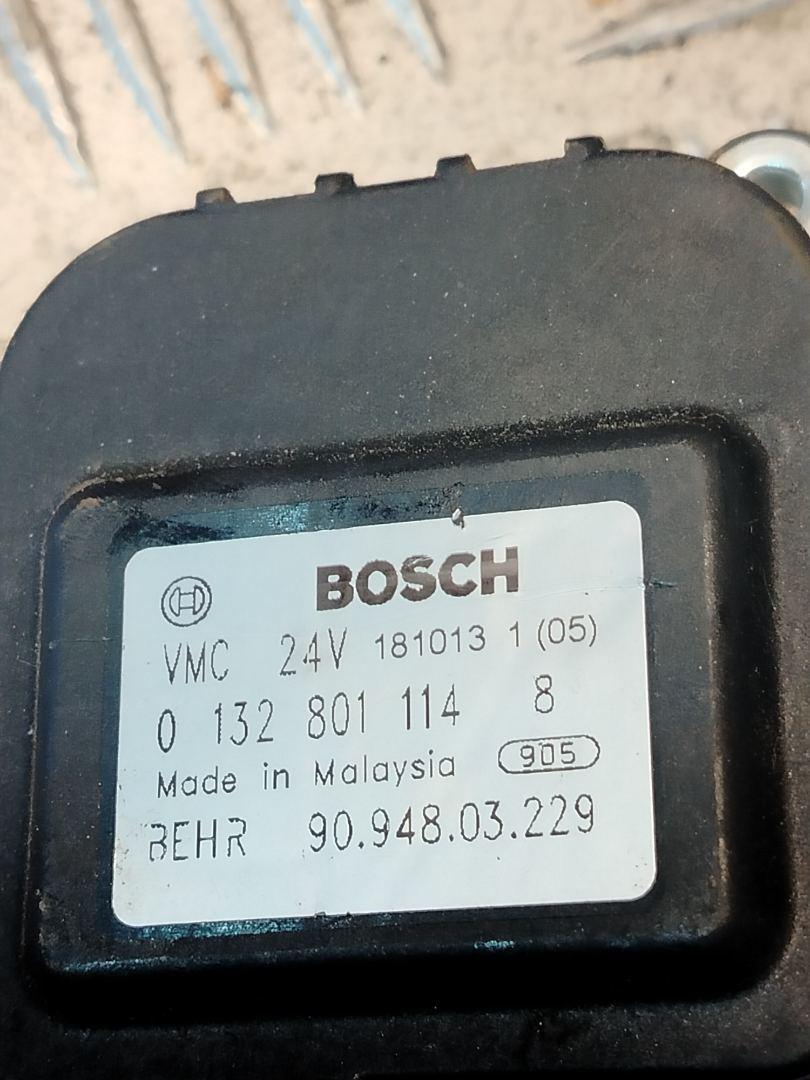 BOSCH
VMC 24V 181013 1 (05)
0 132 801 114 8
Made in Malaysia 905
BEHR 90.948.03.229